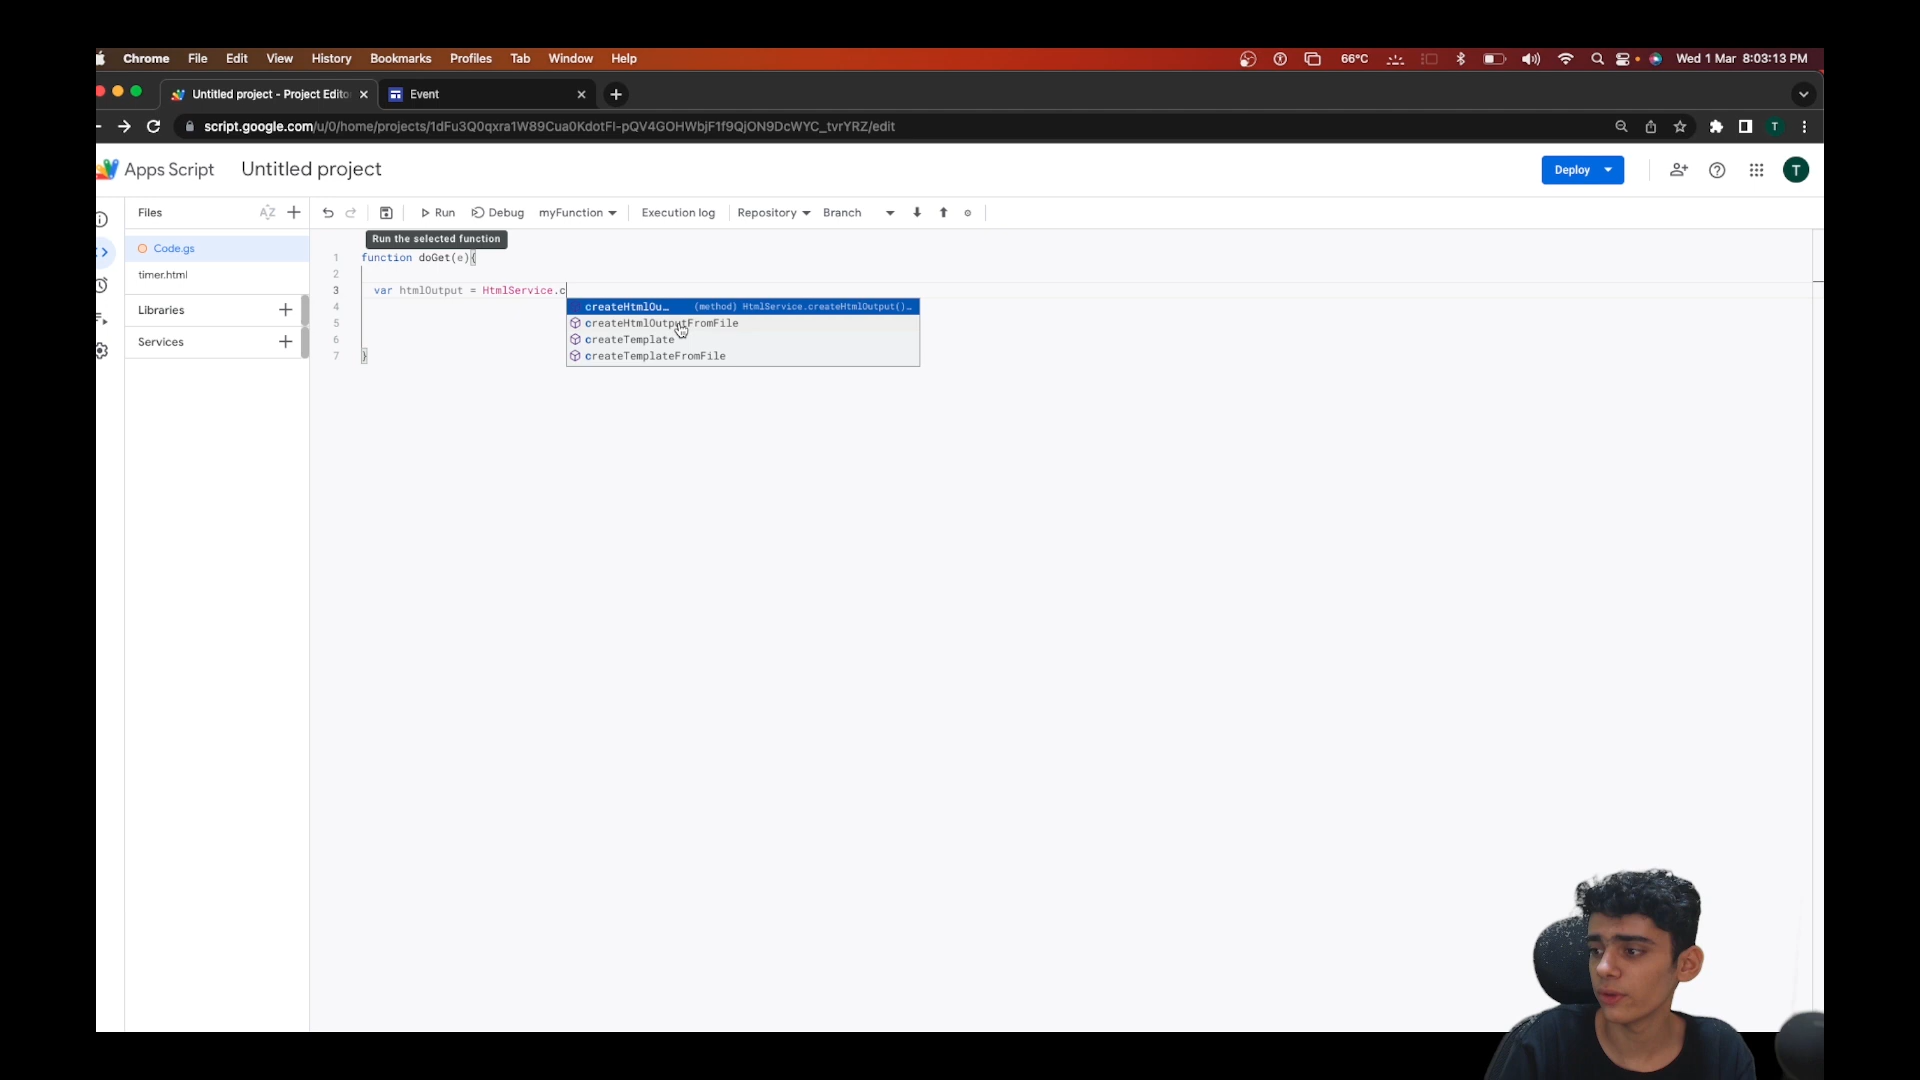 Chrome File Edit View History Bookmarks Profiles Tab Window Help 66°C Wed 1 Mar 8:03:13 PM
Untitled project - Project Edito Event
script.google.com/u/0/home/projects/1dFu3Q0qxra1W89Cua0KdotFI-pQV4GOHWbjF1f9QjON9DcWYC_tvrYRZ/edit T
Apps Script Untitled project Deploy T
Files AZ Run Debug myFunction Execution log Repository Branch
Run the selected function
Code.gs
timer.html
Libraries
Services
1 function doGet(e){
2
3 var htmlOutput = HtmlService.c
4
5
6
7 }
createHtmlOu… (method) HtmlService.createHtmlOutput()…
createHtmlOutputFromFile
createTemplate
createTemplateFromFile